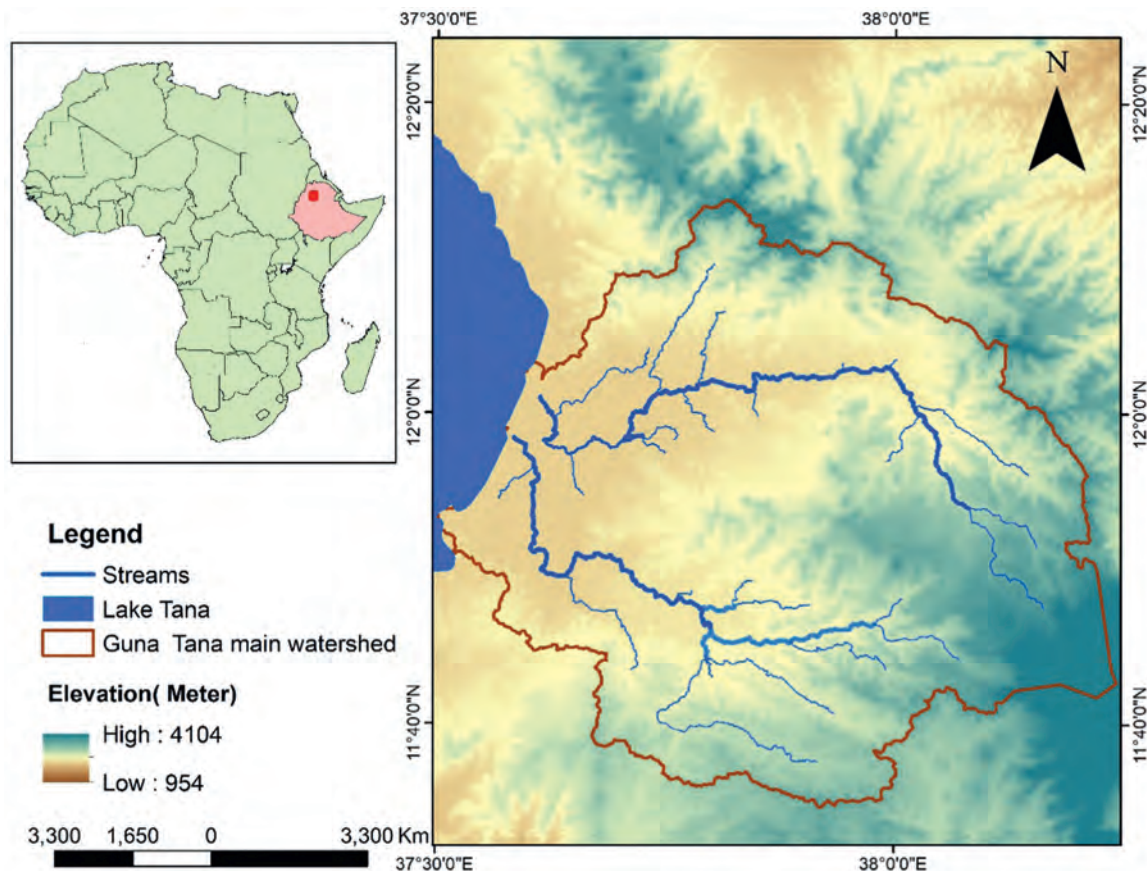 37°30'0"E
38°0'0"E
N
12°20'0"N
12°20'0"N
12°0'0"N
12°0'0"N
11°40'0"N
11°40'0"N
Legend
Streams
Lake Tana
Guna Tana main watershed
Elevation( Meter)
High : 4104
Low : 954
3,300 1,650 0 3,300 Km
37°30'0"E
38°0'0"E